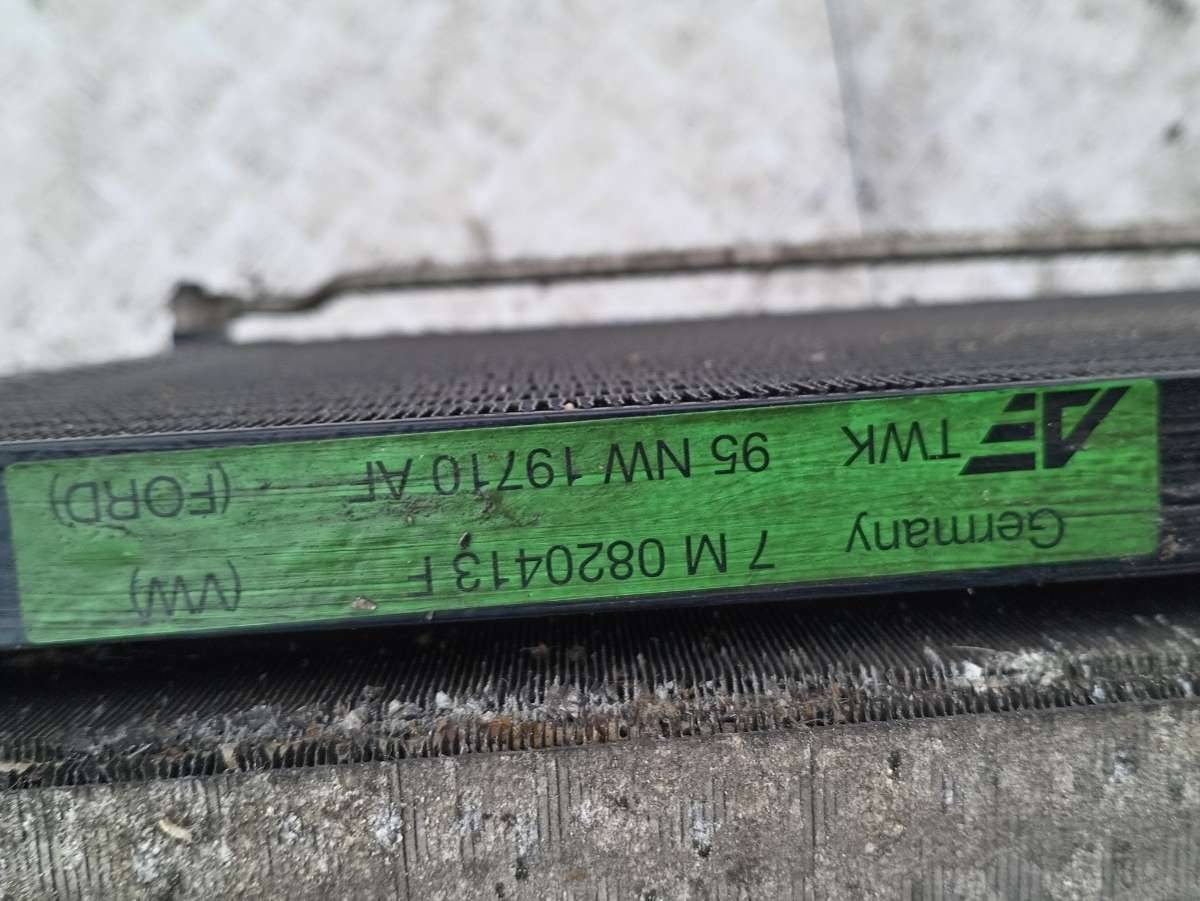 Germany 7 M 0820413 F (VW)
TWK 95 NW 19710 AF (FORD)